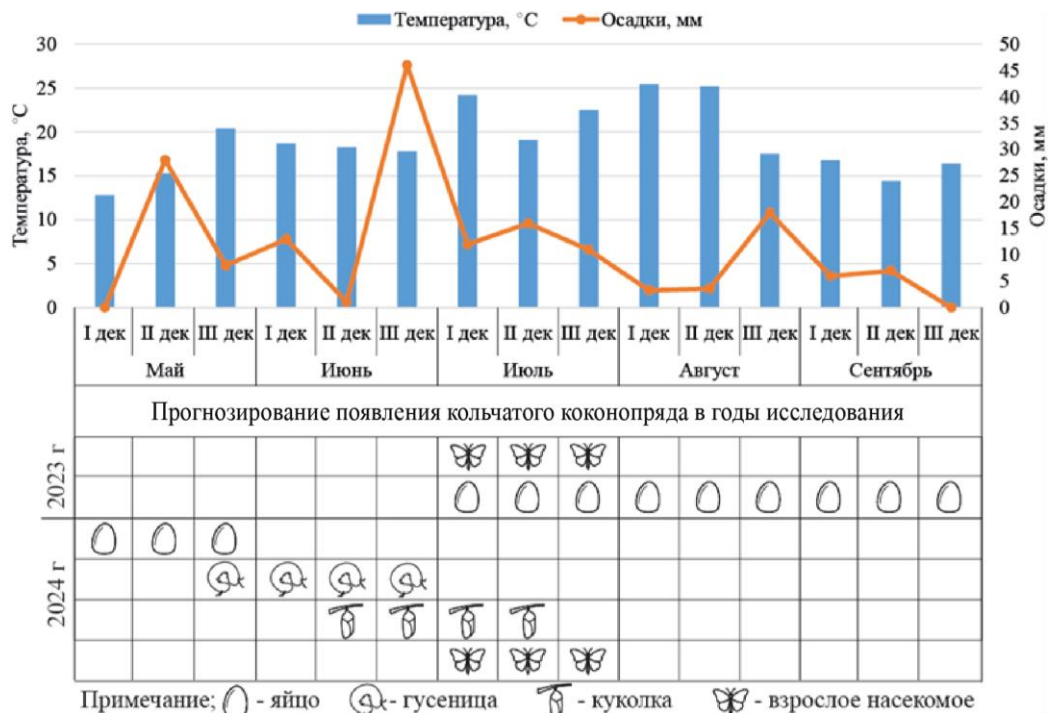 Температура, °C Осадки, мм
30 50
45
25 40
35
20 30
15 25
20
10 15
5 10
5
0 0
Температура, °C
Осадки, мм
I дек II дек III дек I дек II дек III дек I дек II дек III дек I дек II дек III дек I дек II дек III дек
Май Июнь Июль Август Сентябрь
Прогнозирование появления кольчатого коконопряда в годы исследования
2023 г
2024 г
Примечание; - яйцо - гусеница - куколка - взрослое насекомое